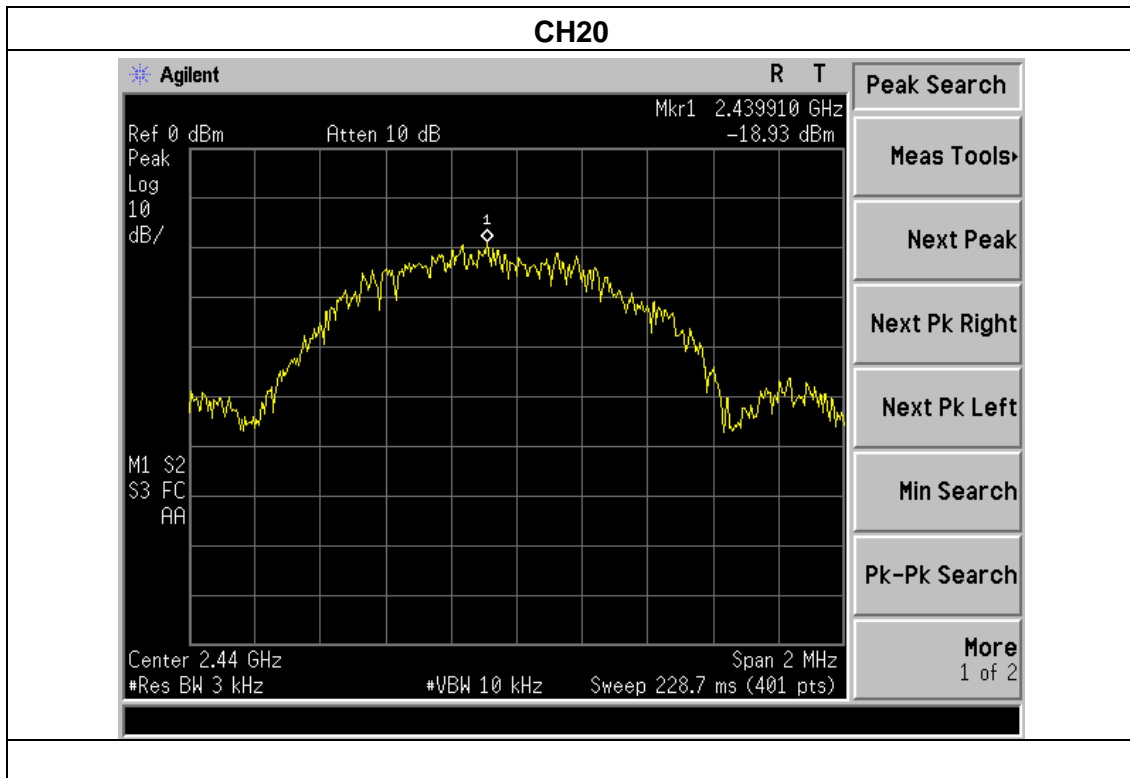 CH20
Agilent R T
Peak Search
Mkr1 2.439910 GHz
Ref 0 dBm Atten 10 dB -18.93 dBm
Peak
Log
10
dB/
1
Meas Tools
Next Peak
Next Pk Right
Next Pk Left
M1 S2
S3 FC
AA
Min Search
Pk-Pk Search
Center 2.44 GHz Span 2 MHz
#Res BW 3 kHz #VBW 10 kHz Sweep 228.7 ms (401 pts)
More
1 of 2